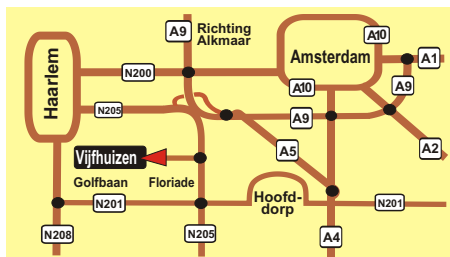 A9
Richting
Alkmaar
A10
Amsterdam
A1
Haarlem
N200
A10
A9
N205
A9
A5
A2
Vijfhuizen
Golfbaan
Floriade
Hoofd-
dorp
N201
N201
N208
N205
A4